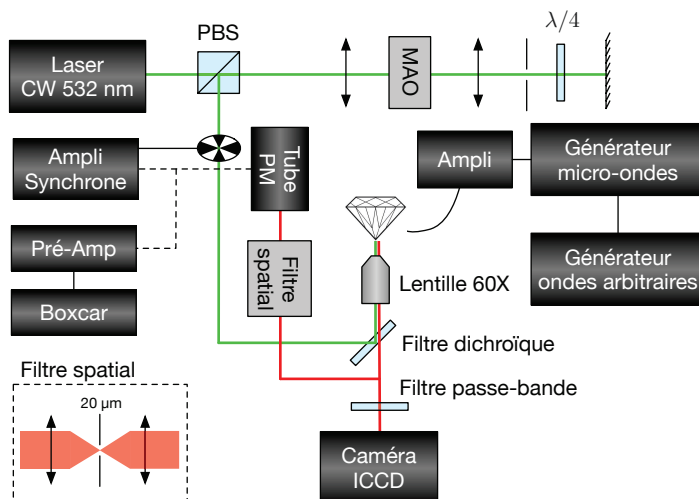 PBS
λ/4
Laser
CW 532 nm
MAO
Ampli
Synchrone
Tube
PM
Ampli
Générateur
micro-ondes
Pré-Amp
Filtre
spatial
Lentille 60X
Générateur
ondes arbitraires
Boxcar
Filtre dichroïque
Filtre spatial
Filtre passe-bande
20 µm
Caméra
ICCD